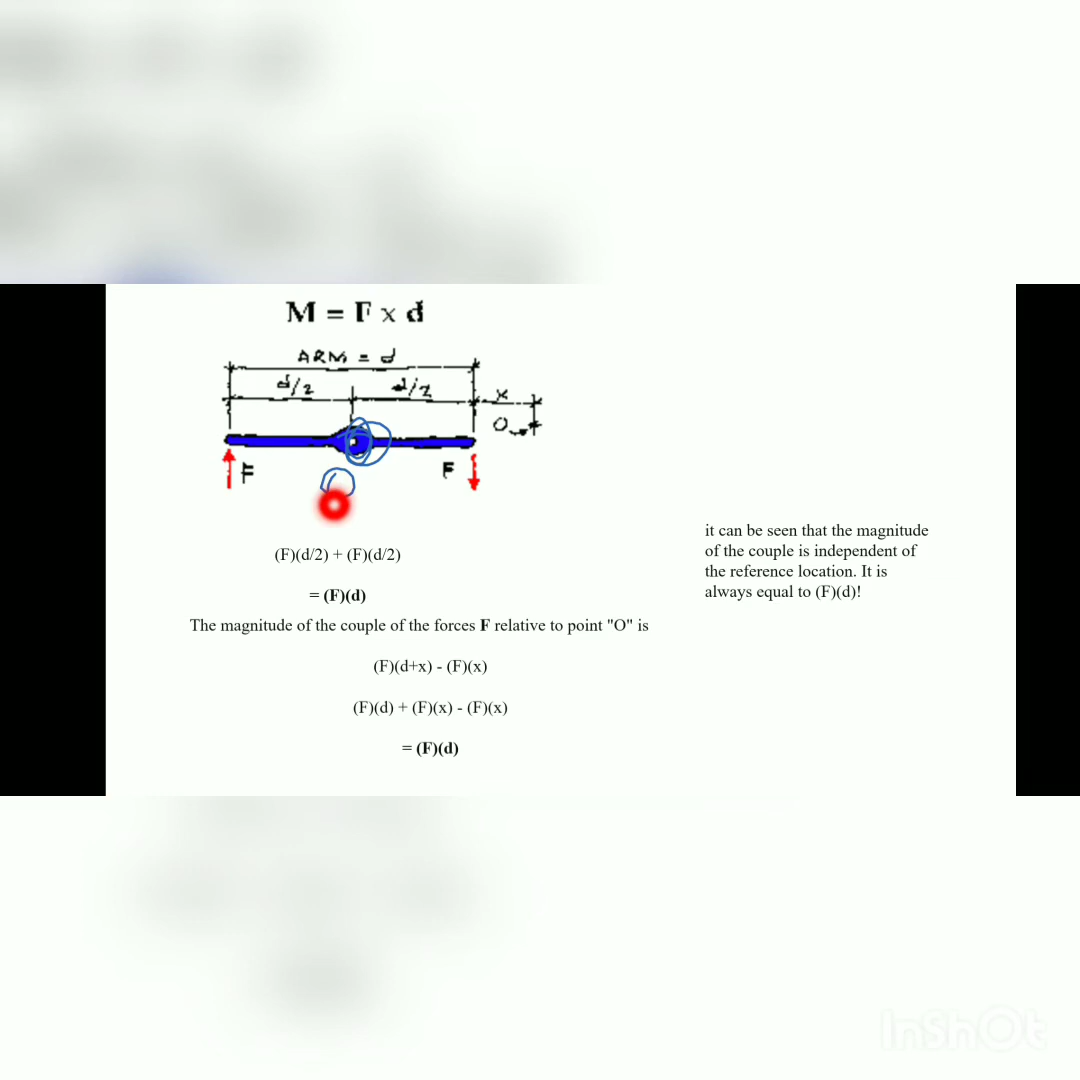 M = F x d
ARM = d
d/2 d/2 x
O
F F
(F)(d/2) + (F)(d/2)
= (F)(d)
The magnitude of the couple of the forces F relative to point "O" is
(F)(d+x) - (F)(x)
(F)(d) + (F)(x) - (F)(x)
= (F)(d)
it can be seen that the magnitude
of the couple is independent of
the reference location. It is
always equal to (F)(d)!
InShOt